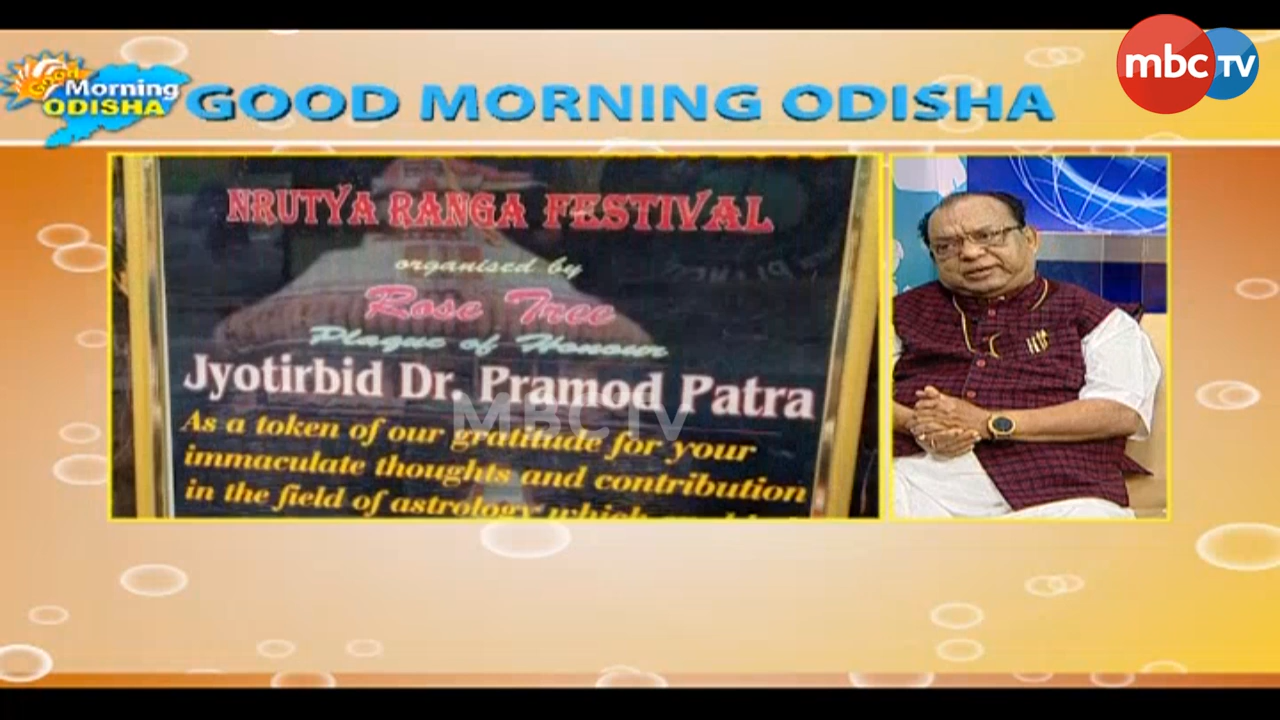 Good
Morning
ODISHA
GOOD MORNING ODISHA
mbc TV
NRUTYA RANGA FESTIVAL
organised by
Rose Tree
Plaque of Honour
Jyotirbid Dr. Pramod Patra
MBC TV
As a token of our gratitude for your
immaculate thoughts and contribution
in the field of astrology which